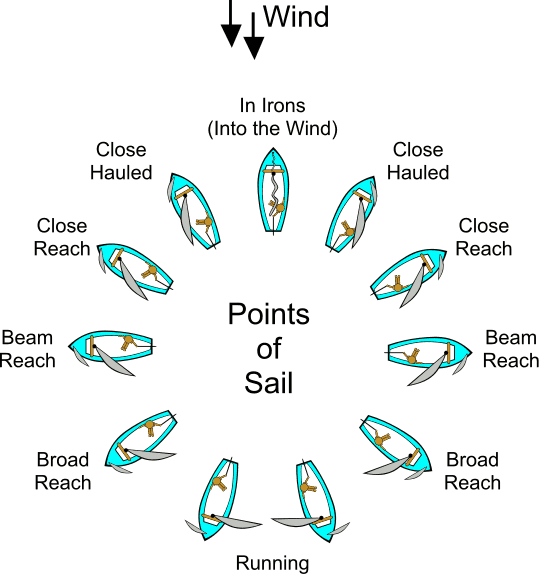 Wind
In Irons
(Into the Wind)
Close
Hauled
Close
Hauled
Close
Reach
Close
Reach
Points
of
Sail
Beam
Reach
Beam
Reach
Broad
Reach
Broad
Reach
Running